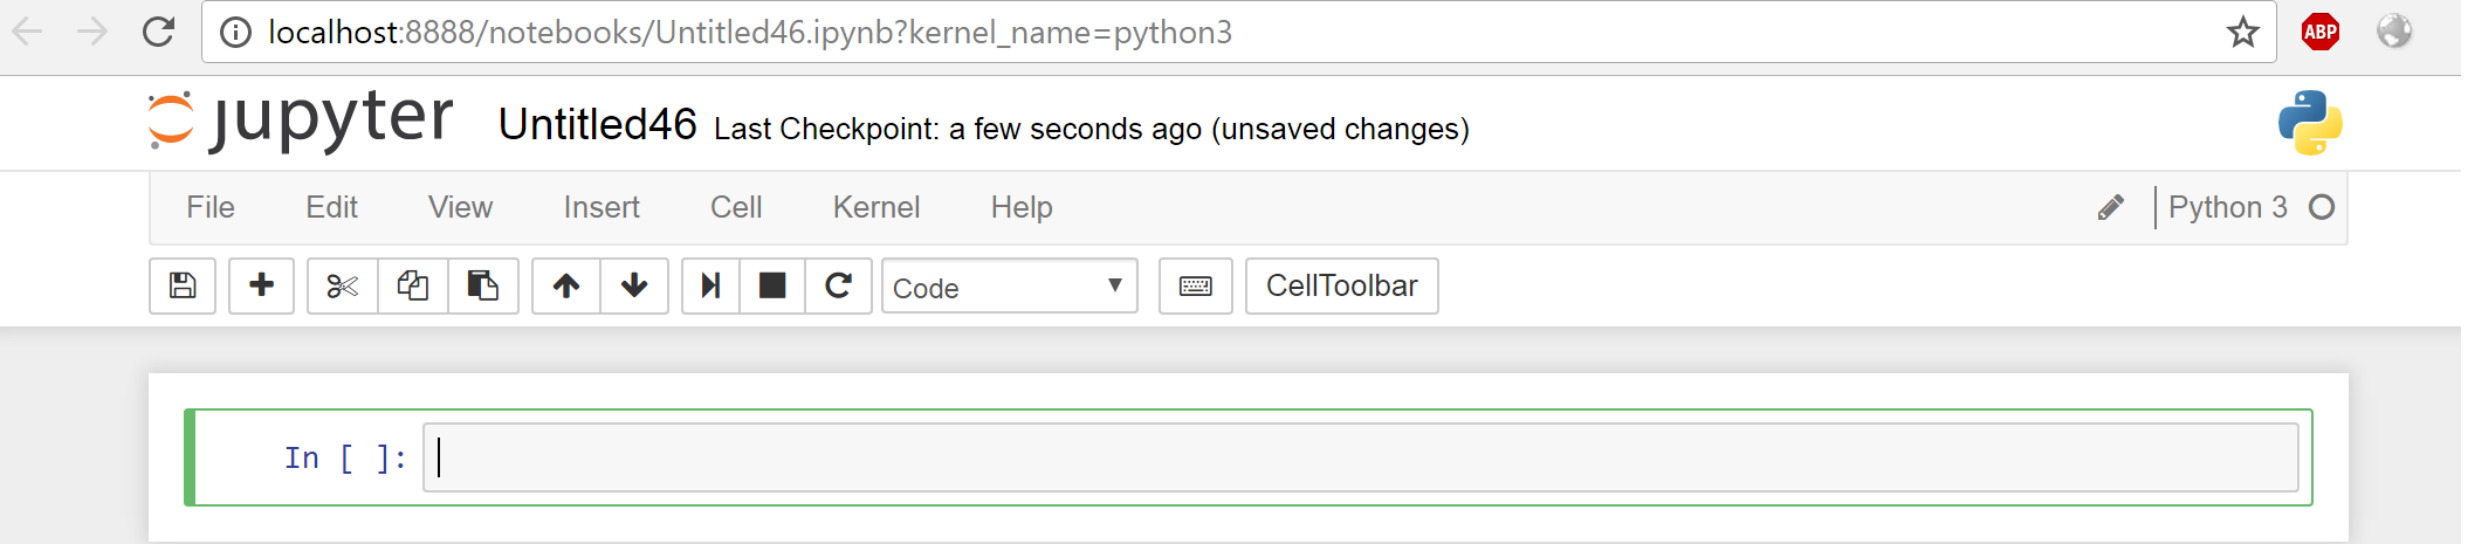 localhost:8888/notebooks/Untitled46.ipynb?kernel_name=python3 ABP
jupyter Untitled46 Last Checkpoint: a few seconds ago (unsaved changes)
File Edit View Insert Cell Kernel Help Python 3
Code CellToolbar
In [ ]: